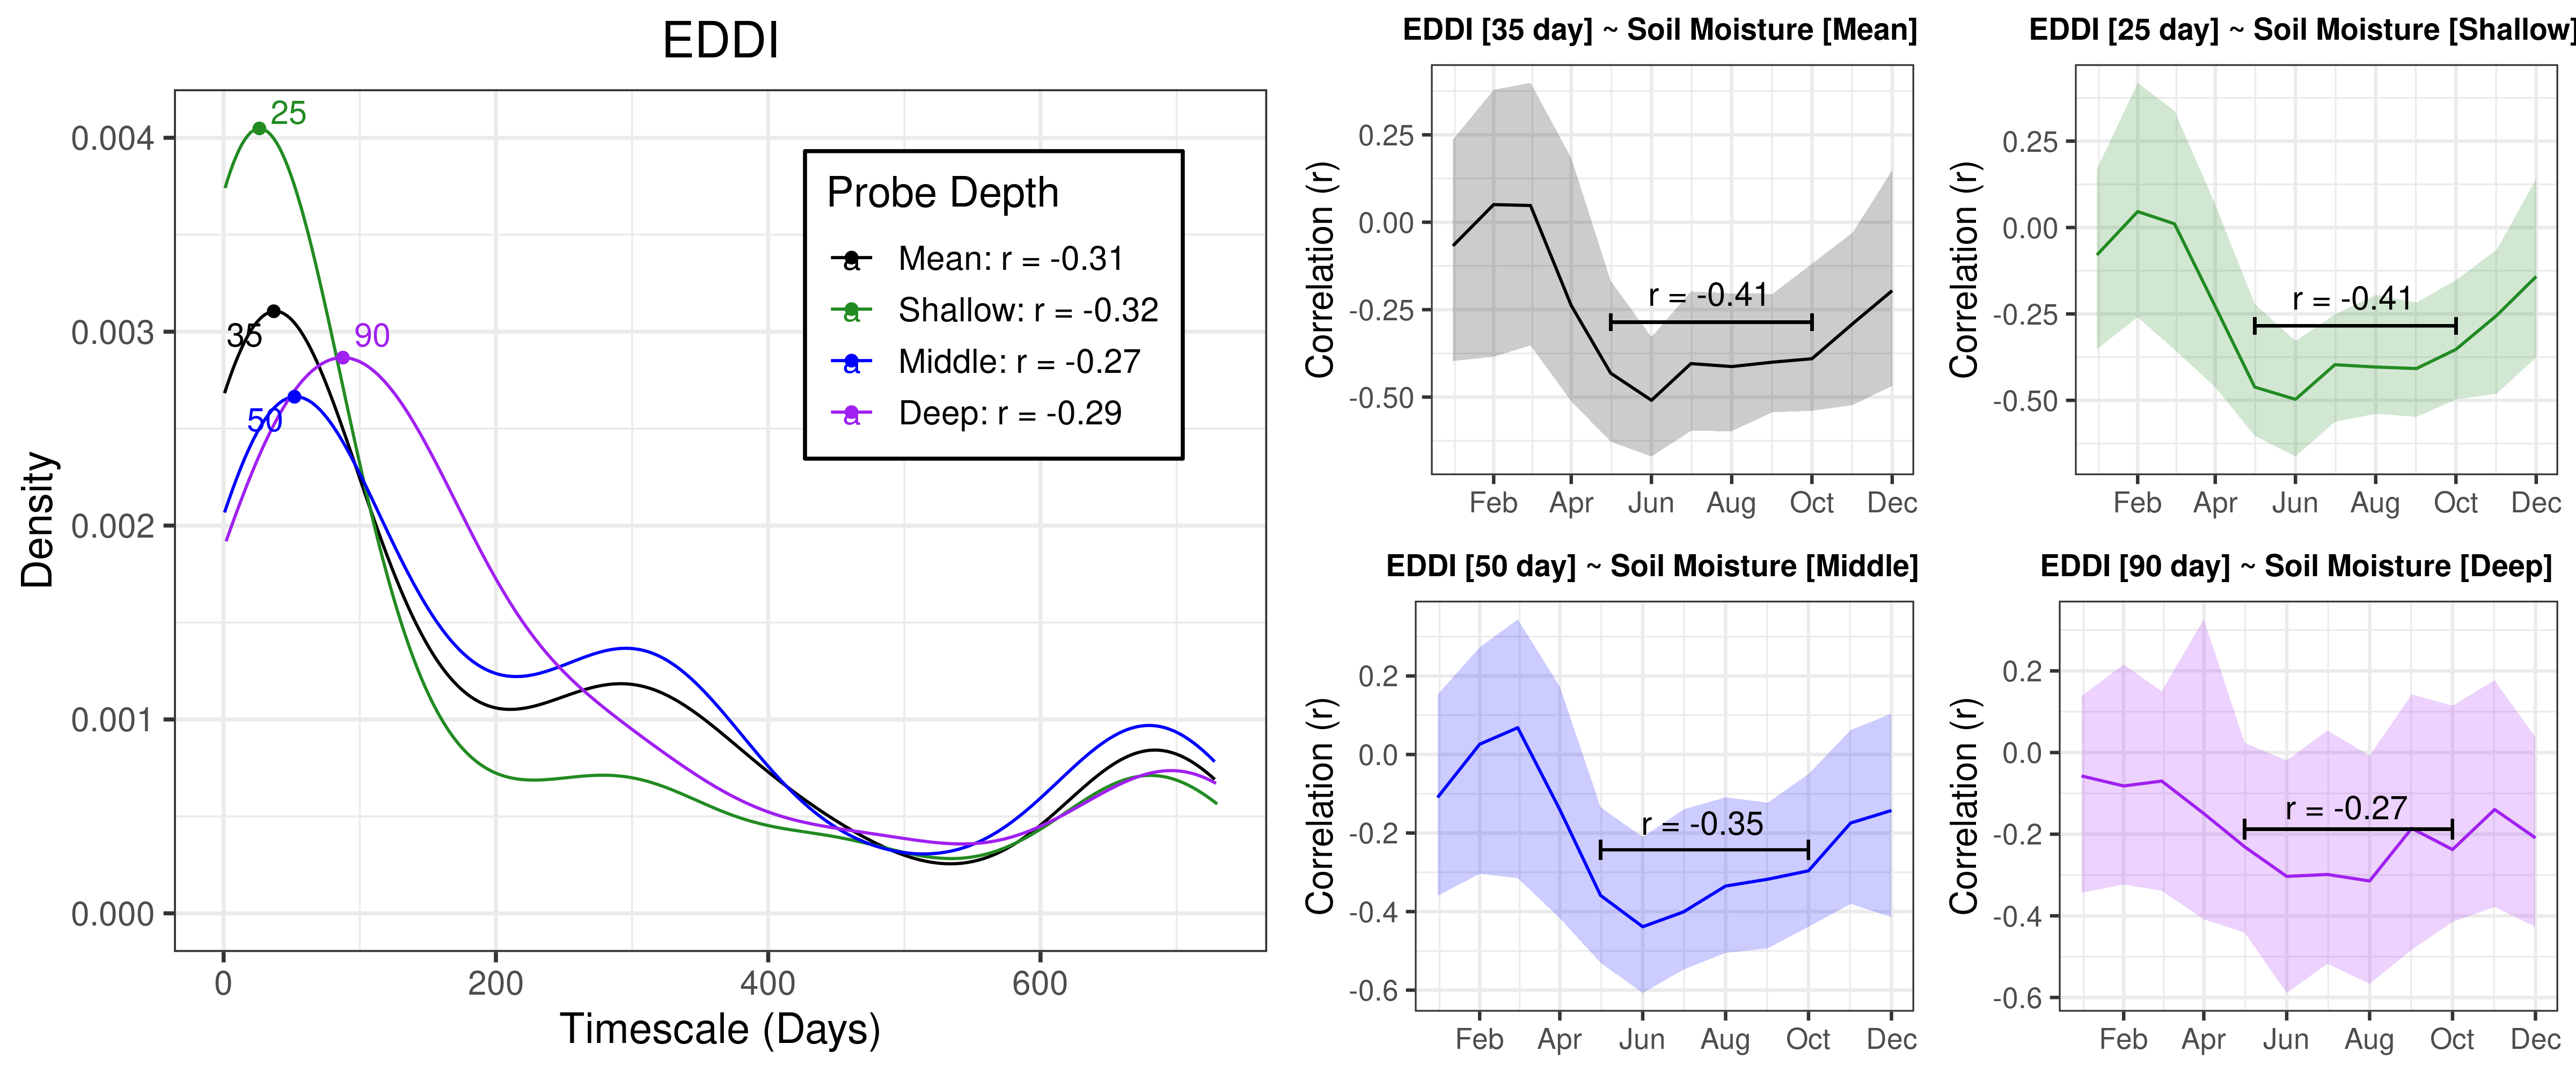 EDDI
Density
0.004
0.003
0.002
0.001
0.000
25
35
90
50
Probe Depth
a Mean: r = -0.31
a Shallow: r = -0.32
a Middle: r = -0.27
a Deep: r = -0.29
0 200 400 600
Timescale (Days)
EDDI [35 day] ~ Soil Moisture [Mean]
Correlation (r)
0.25
0.00
-0.25
-0.50
r = -0.41
Feb Apr Jun Aug Oct Dec
EDDI [25 day] ~ Soil Moisture [Shallow]
Correlation (r)
0.25
0.00
-0.25
-0.50
r = -0.41
Feb Apr Jun Aug Oct Dec
EDDI [50 day] ~ Soil Moisture [Middle]
Correlation (r)
0.2
0.0
-0.2
-0.4
-0.6
r = -0.35
Feb Apr Jun Aug Oct Dec
EDDI [90 day] ~ Soil Moisture [Deep]
Correlation (r)
0.2
0.0
-0.2
-0.4
-0.6
r = -0.27
Feb Apr Jun Aug Oct Dec